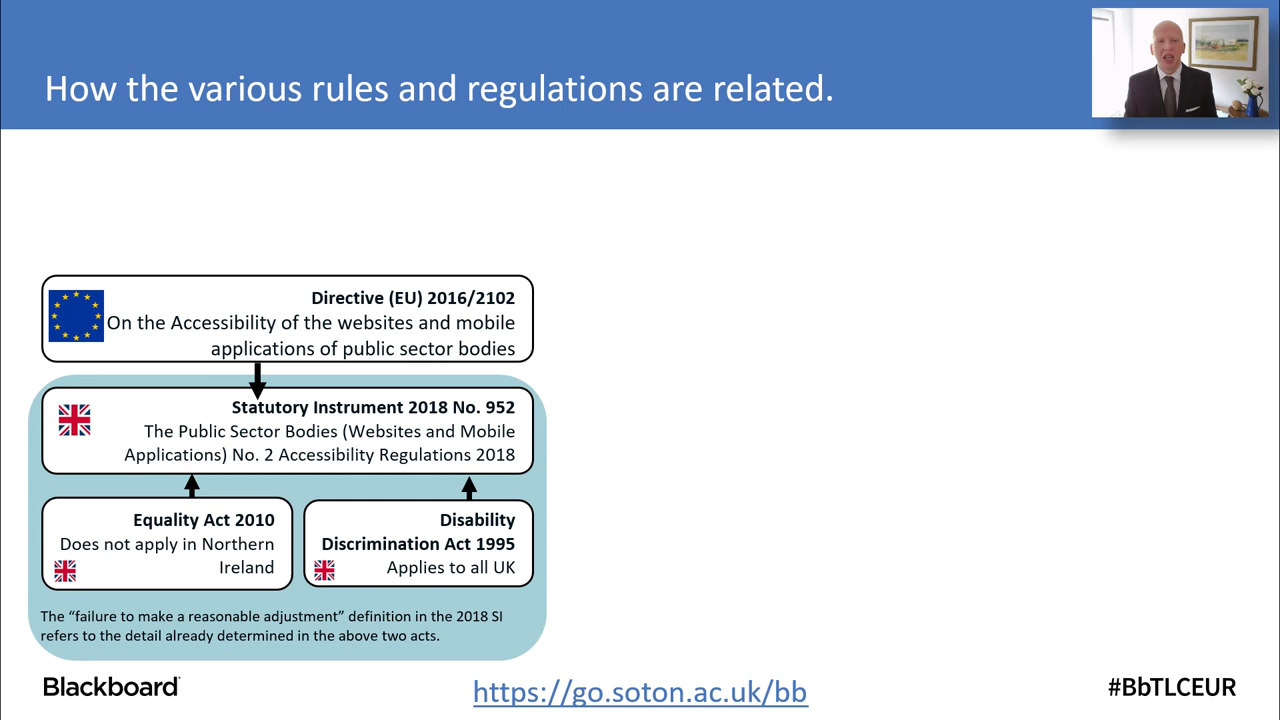 How the various rules and regulations are related.
Directive (EU) 2016/2102
On the Accessibility of the websites and mobile
applications of public sector bodies
Statutory Instrument 2018 No. 952
The Public Sector Bodies (Websites and Mobile
Applications) No. 2 Accessibility Regulations 2018
Equality Act 2010
Does not apply in Northern
Ireland
Disability
Discrimination Act 1995
Applies to all UK
The “failure to make a reasonable adjustment” definition in the 2018 SI
refers to the detail already determined in the above two acts.
Blackboard
https://go.soton.ac.uk/bb
#BbTLCEUR